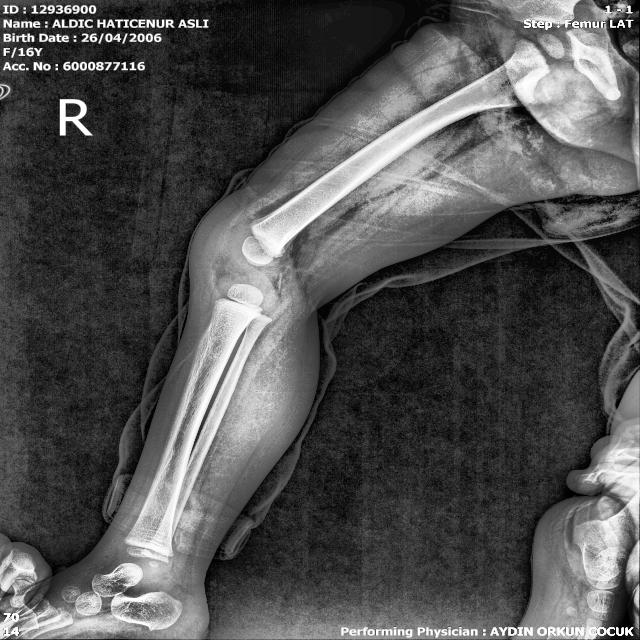 ID : 12936900
Name : ALDIC HATICENUR ASLI
Birth Date : 26/04/2006
F/16Y
Acc. No : 6000877116
1 - 1
Step : Femur LAT
R
70
14
Performing Physician : AYDIN ORKUN ÇOCUK